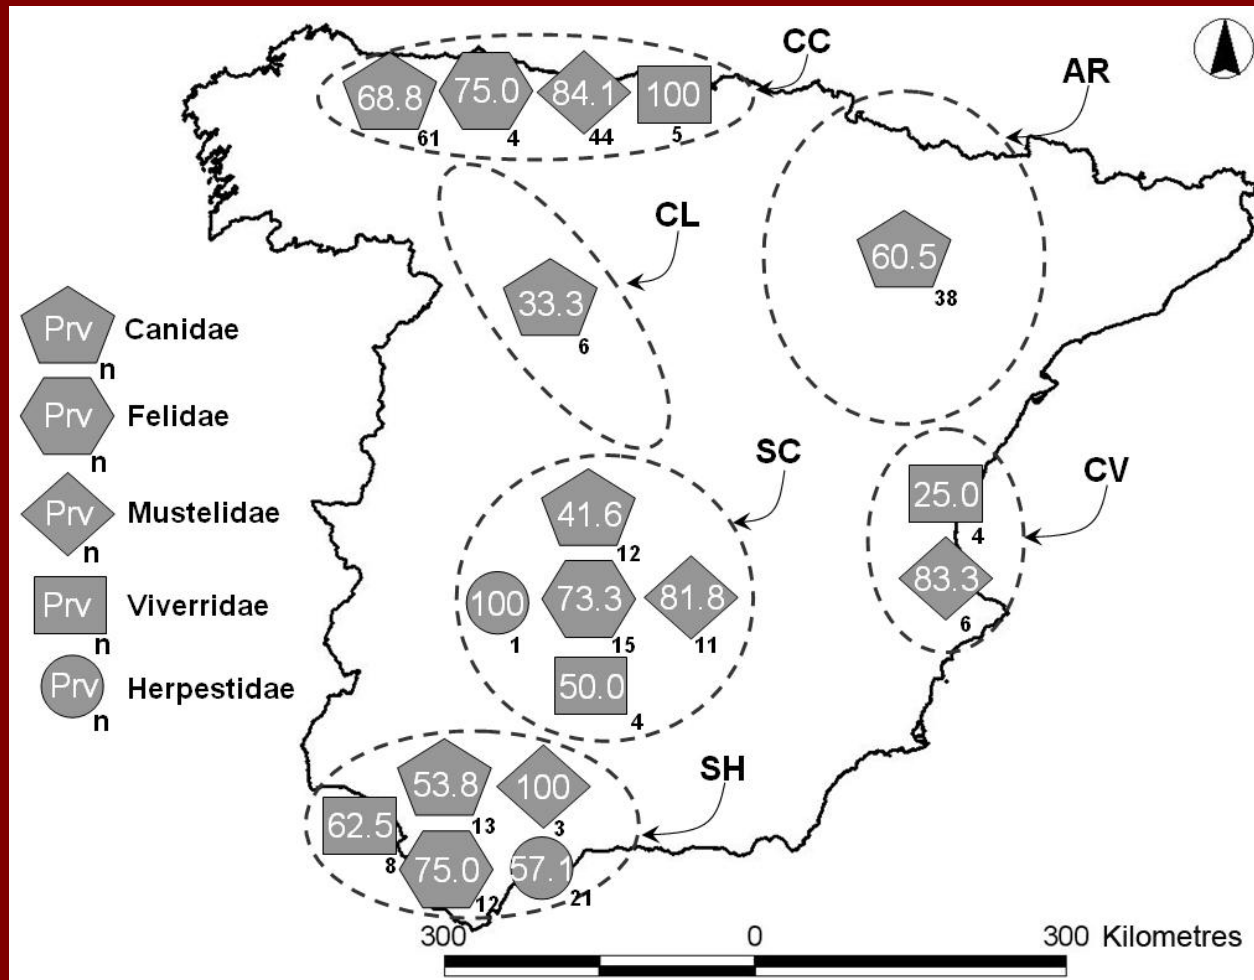 CC
AR
68.8
61
75.0
4
84.1
44
100
5
CL
33.3
6
60.5
38
Prv
n
Canidae
Prv
n
Felidae
Prv
n
Mustelidae
Prv
n
Viverridae
Prv
n
Herpestidae
SC
41.6
12
100
1
73.3
15
81.8
11
50.0
4
CV
25.0
4
83.3
6
SH
53.8
13
100
3
62.5
8
75.0
12
57.1
21
300 0 300 Kilometres